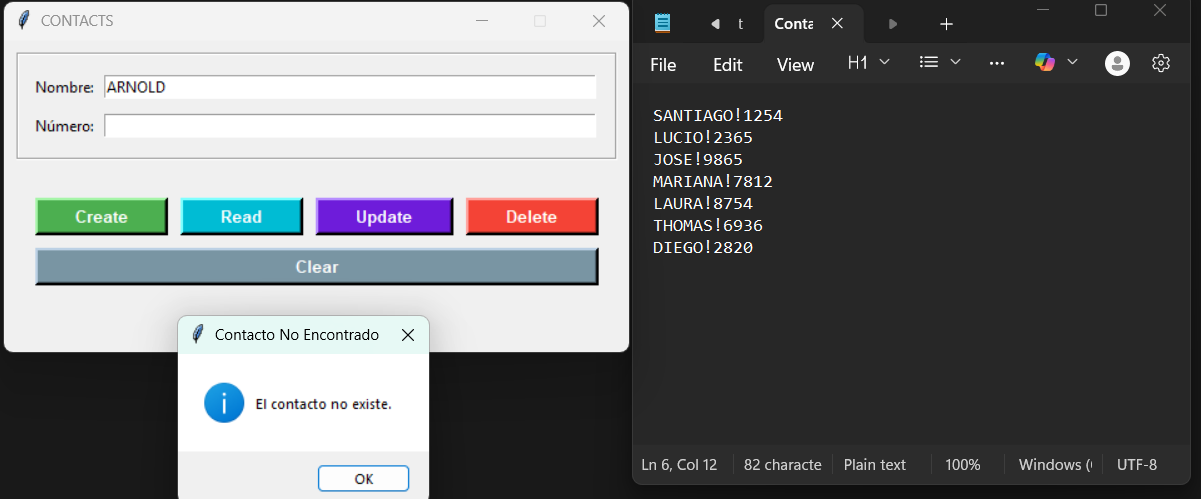 CONTACTS
Nombre: ARNOLD
Número:
Create Read Update Delete
Clear
Contacto No Encontrado
El contacto no existe.
OK
t Conta
File Edit View H1
SANTIAGO!1254
LUCIO!2365
JOSE!9865
MARIANA!7812
LAURA!8754
THOMAS!6936
DIEGO!2820
Ln 6, Col 12 82 characte Plain text 100% Windows ( UTF-8